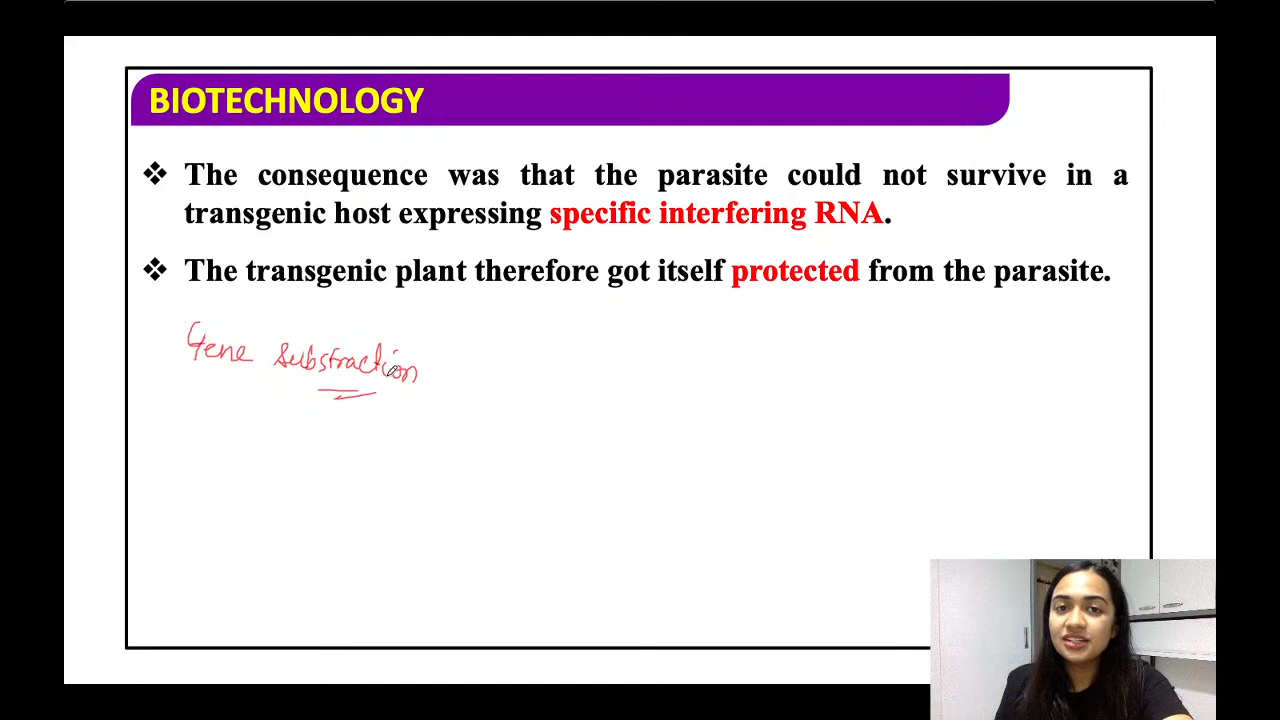 BIOTECHNOLOGY
❖ The consequence was that the parasite could not survive in a
transgenic host expressing specific interfering RNA.
❖ The transgenic plant therefore got itself protected from the parasite.
Gene Substraction